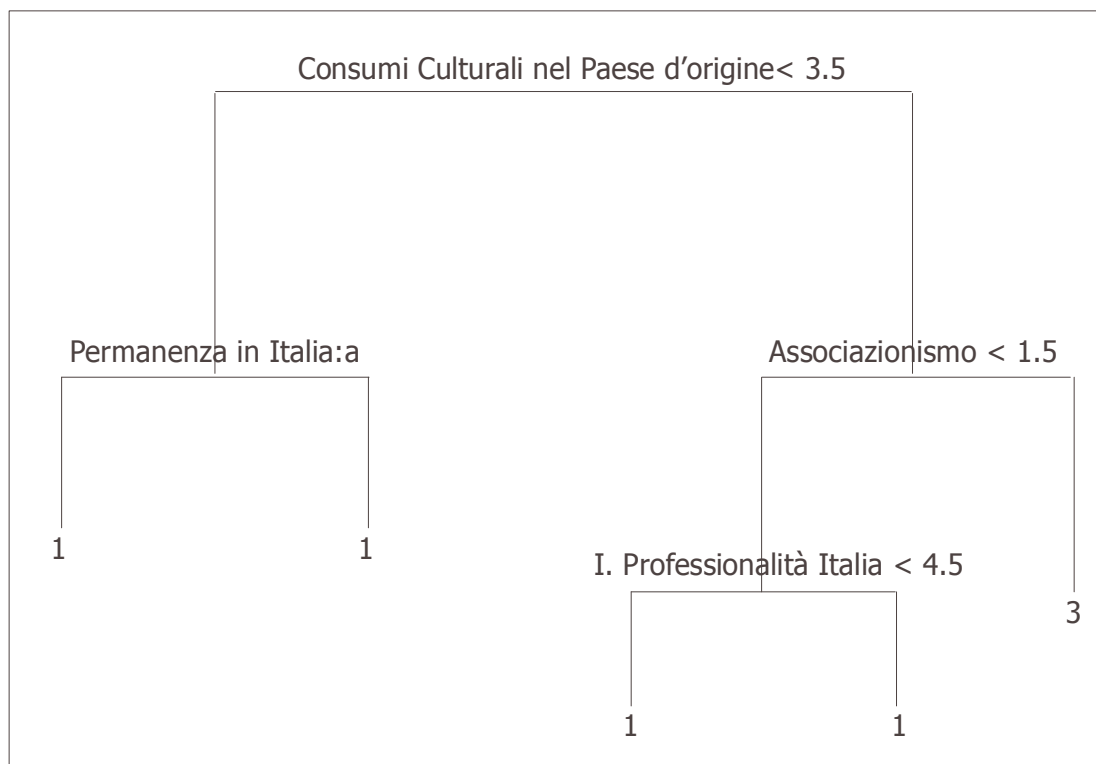 Consumi Culturali nel Paese d’origine< 3.5
Permanenza in Italia:a
Associazionismo < 1.5
1
1
I. Professionalità Italia < 4.5
3
1
1